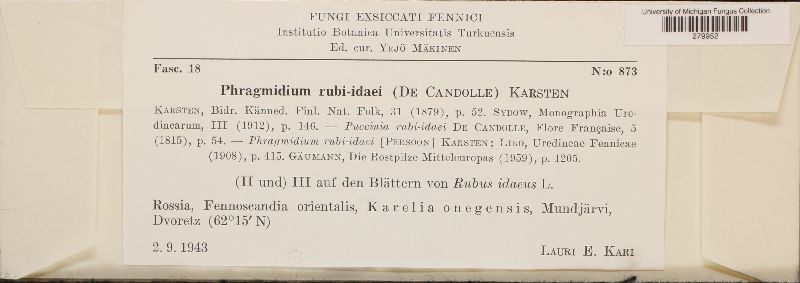 University of Michigan Fungus Collection
279952
FUNGI EXSICCATI FENNICI
Institutio Botanica Universitatis Turkuensis
Ed. cur. YRJÖ MÄKINEN
Fasc. 18 N:o 873
Phragmidium rubi-idaei (DE CANDOLLE) KARSTEN
KARSTEN, Bidr. Känned. Finl. Nat. Folk, 31 (1879), p. 52. SYDOW, Monographia Ure-
dinearum, III (1912), p. 146. — Puccinia rubi-idaei DE CANDOLLE, Flore Française, 5
(1815), p. 54. — Phragmidium rubi-idaei [PERSOON] KARSTEN; LIRO, Uredineae Fennicae
(1908), p. 415. GÄUMANN, Die Rostpilze Mitteleuropas (1959), p. 1205.
(II und) III auf den Blättern von Rubus idaeus L.
Rossia, Fennoscandia orientalis, Karelia onegensis, Mundjärvi,
Dvoretz (62°15′ N)
2. 9. 1943 LAURI E. KARI